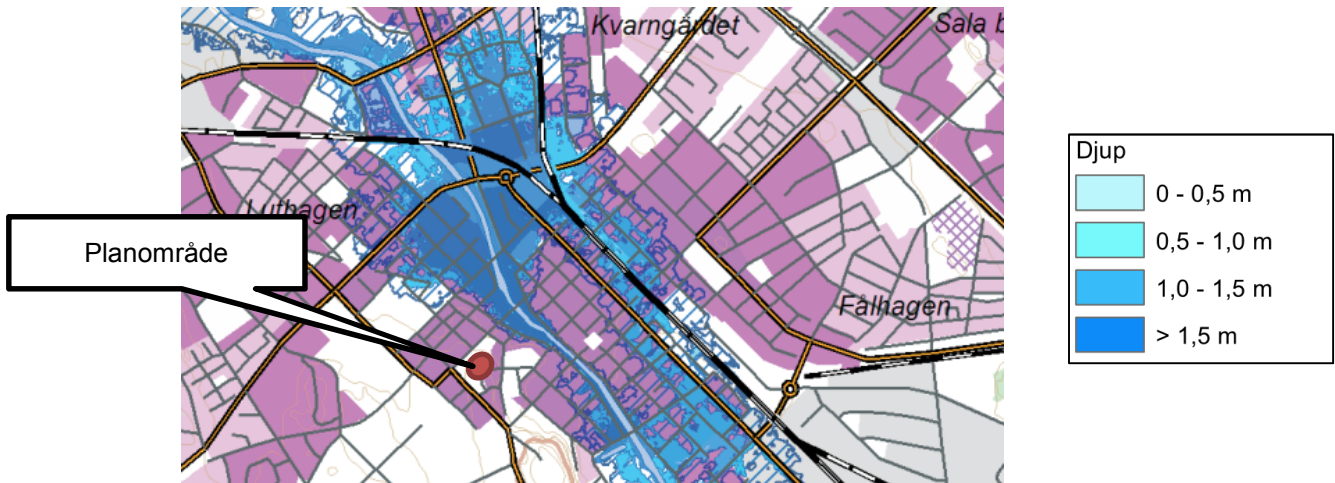 Kvarngärdet
Sala b
Luthagen
Planområde
Fålhagen
Djup
0 - 0,5 m
0,5 - 1,0 m
1,0 - 1,5 m
> 1,5 m